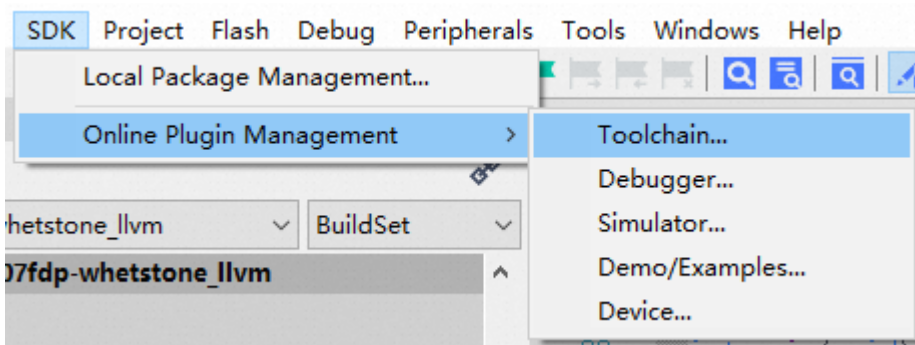 SDK Project Flash Debug Peripherals Tools Windows Help
Local Package Management...
Online Plugin Management > Toolchain...
Debugger...
hetstone_llvm BuildSet Simulator...
07fdp-whetstone_llvm Demo/Examples...
Device...